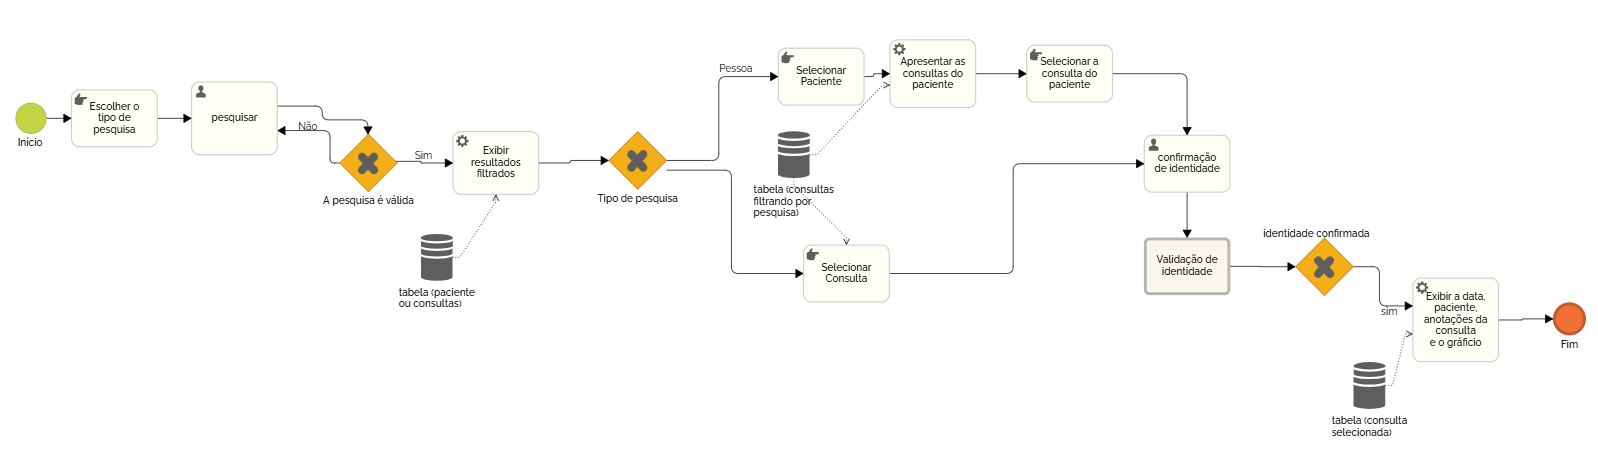 Início
Escolher o
tipo de
pesquisa
pesquisar
Não
A pesquisa é válida
Sim
Exibir
resultados
filtrados
tabela (paciente
ou consultas)
Tipo de pesquisa
Pessoa
Selecionar
Paciente
Apresentar as
consultas do
paciente
Selecionar a
consulta do
paciente
tabela (consultas
filtrando por
pesquisa)
Selecionar
Consulta
confirmação
de identidade
Validação de
identidade
identidade confirmada
sim
Exibir a data,
paciente,
anotações da
consulta
e o gráficio
tabela (consulta
selecionada)
Fim